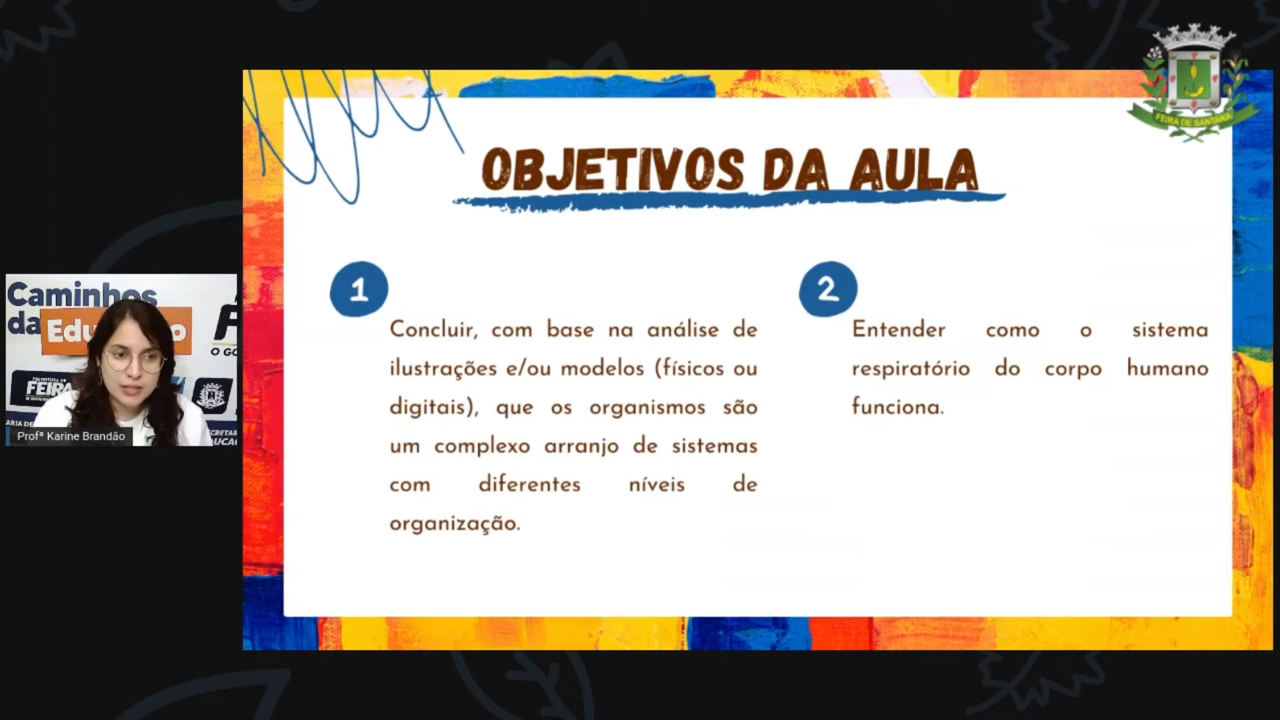 FEIRA DE SANTANA
OBJETIVOS DA AULA
1
Concluir, com base na análise de
ilustrações e/ou modelos (físicos ou
digitais), que os organismos são
um complexo arranjo de sistemas
com diferentes níveis de
organização.
2
Entender como o sistema
respiratório do corpo humano
funciona.
Caminhos
da
PREFEITURA DE
FEIRA
Profª Karine Brandão